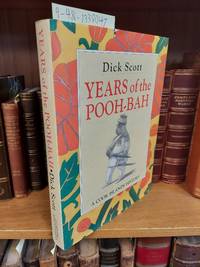 Dick Scott
YEARS of the
POOH-BAH
A COOK ISLANDS HISTORY
YEARS of the POOH-BAH • Dick Scott